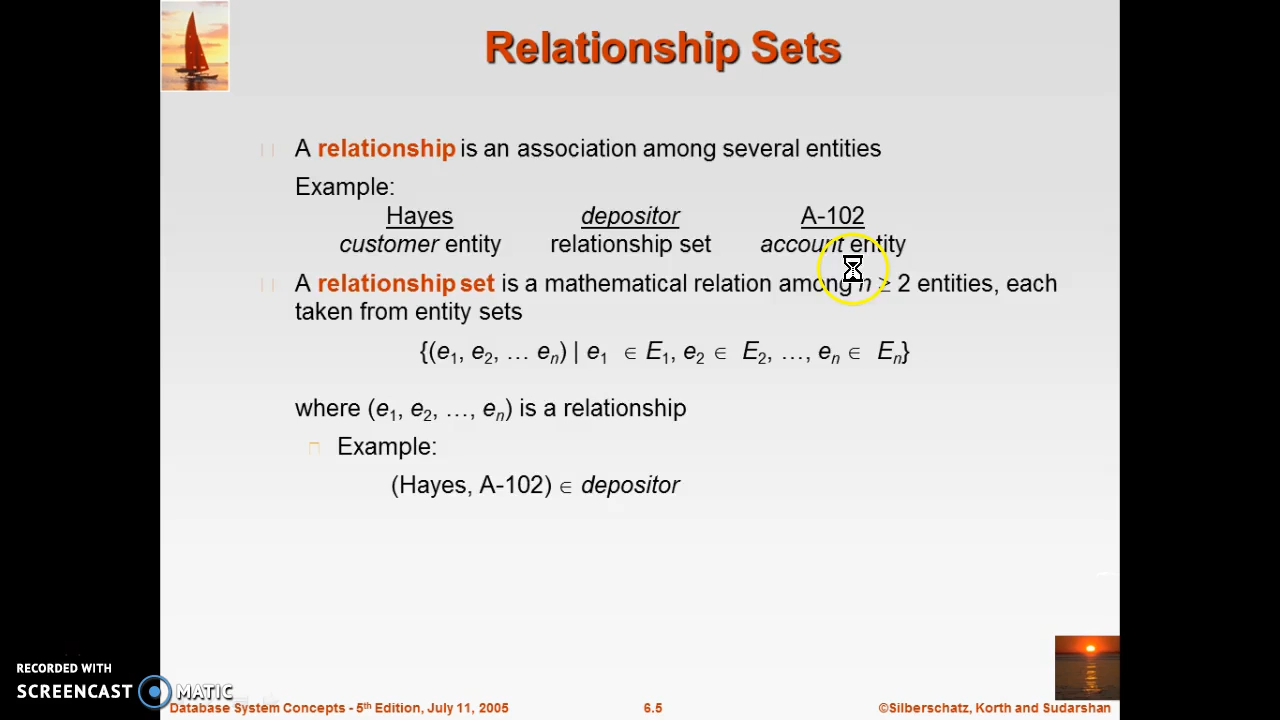 Relationship Sets
A relationship is an association among several entities
Example:
Hayes depositor A-102
customer entity relationship set account entity
A relationship set is a mathematical relation among n ≥ 2 entities, each
taken from entity sets
{(e1, e2, … en) | e1 ∈ E1, e2 ∈ E2, …, en ∈ En}
where (e1, e2, …, en) is a relationship
Example:
(Hayes, A-102) ∈ depositor
RECORDED WITH
SCREENCAST MATIC
Database System Concepts - 5th Edition, July 11, 2005 6.5 ©Silberschatz, Korth and Sudarshan